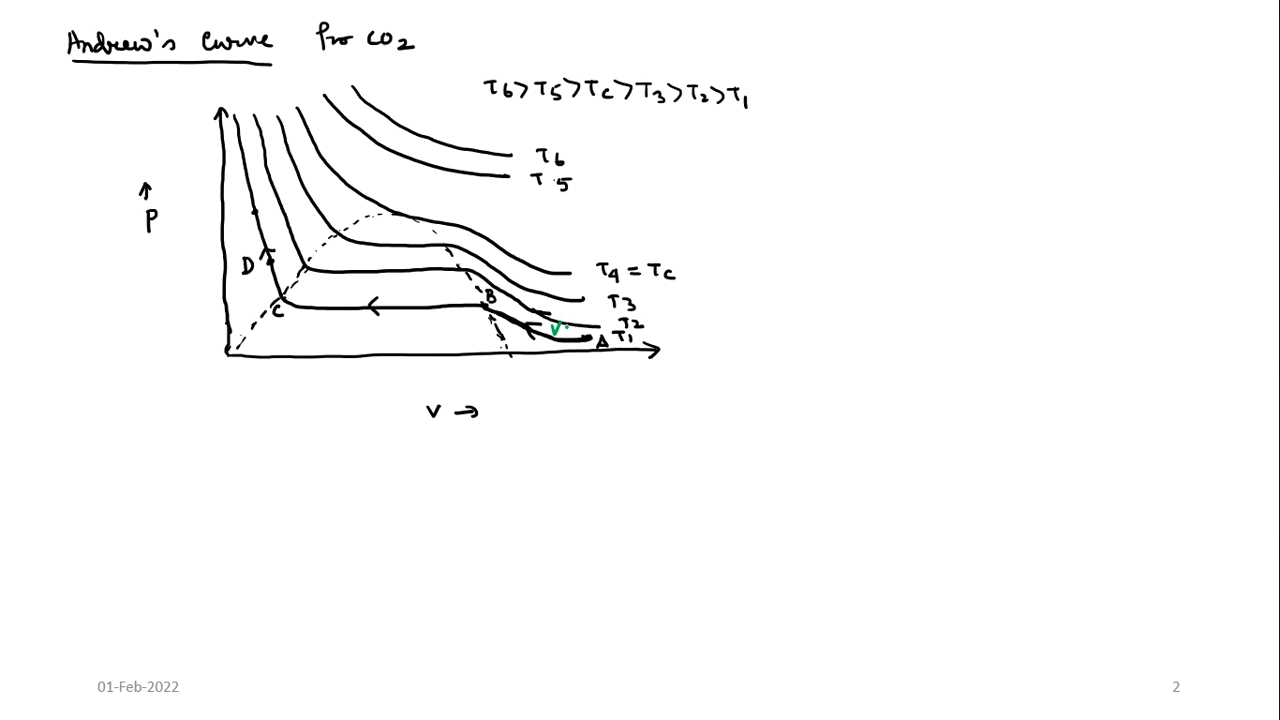 Andrew's Curve for CO2
T6>T5>Tc>T3>T2>T1
T6
T5
P
D
T4 = Tc
B
T3
C
V
T2
A T1
V →
01-Feb-2022
2